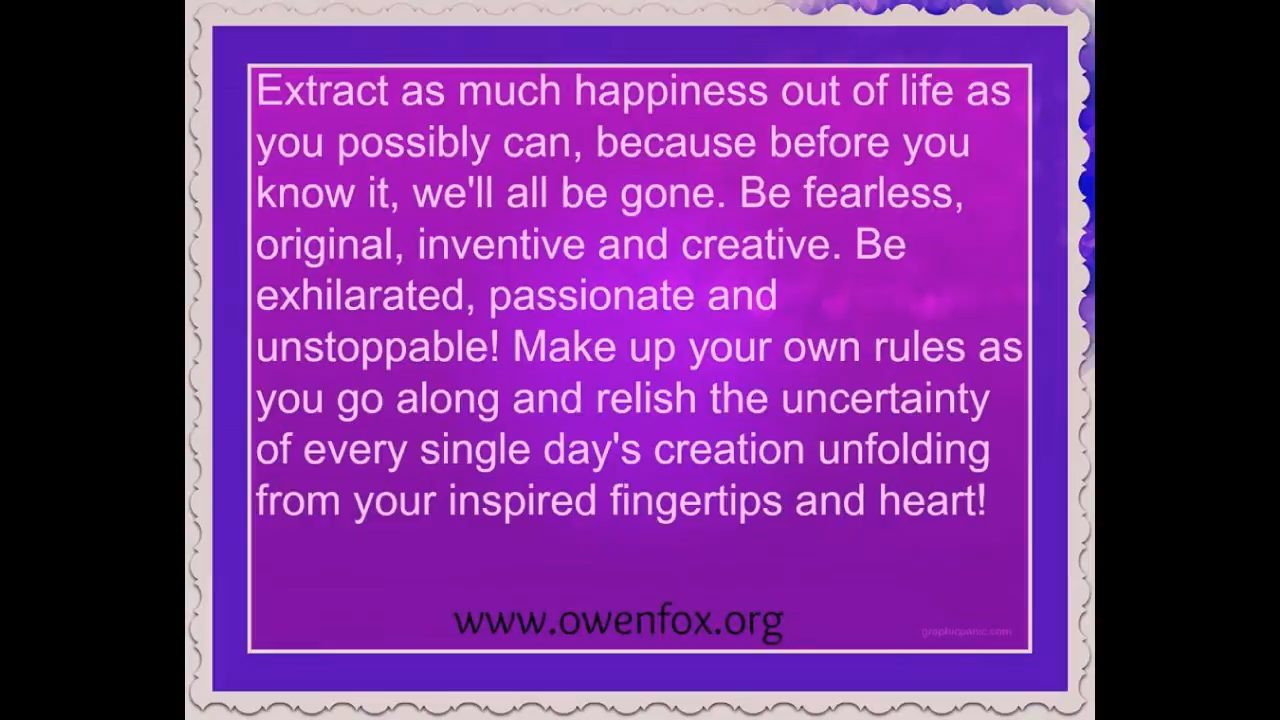 Extract as much happiness out of life as
you possibly can, because before you
know it, we'll all be gone. Be fearless,
original, inventive and creative. Be
exhilarated, passionate and
unstoppable! Make up your own rules as
you go along and relish the uncertainty
of every single day's creation unfolding
from your inspired fingertips and heart!
www.owenfox.org
graphicpanic.com